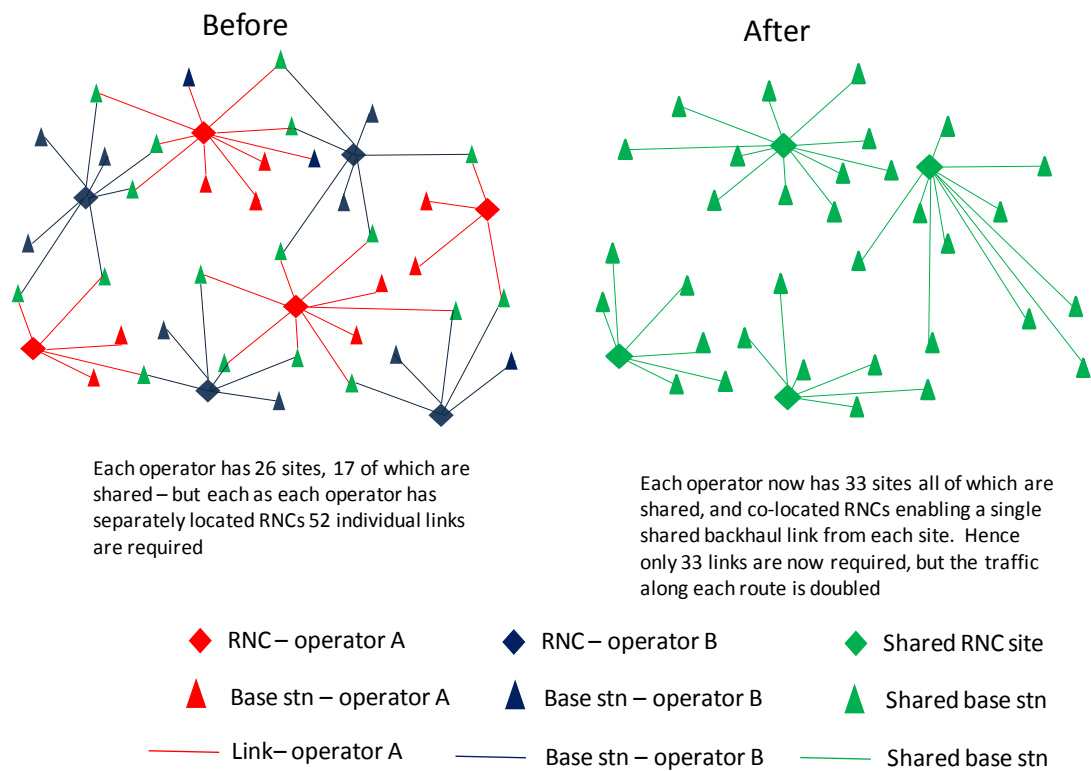 Before
After
Each operator has 26 sites, 17 of which are
shared – but each as each operator has
separately located RNCs 52 individual links
are required
Each operator now has 33 sites all of which are
shared, and co-located RNCs enabling a single
shared backhaul link from each site.  Hence
only 33 links are now required, but the traffic
along each route is doubled
RNC – operator A
RNC – operator B
Shared RNC site
Base stn – operator A
Base stn – operator B
Shared base stn
Link– operator A
Base stn – operator B
Shared base stn